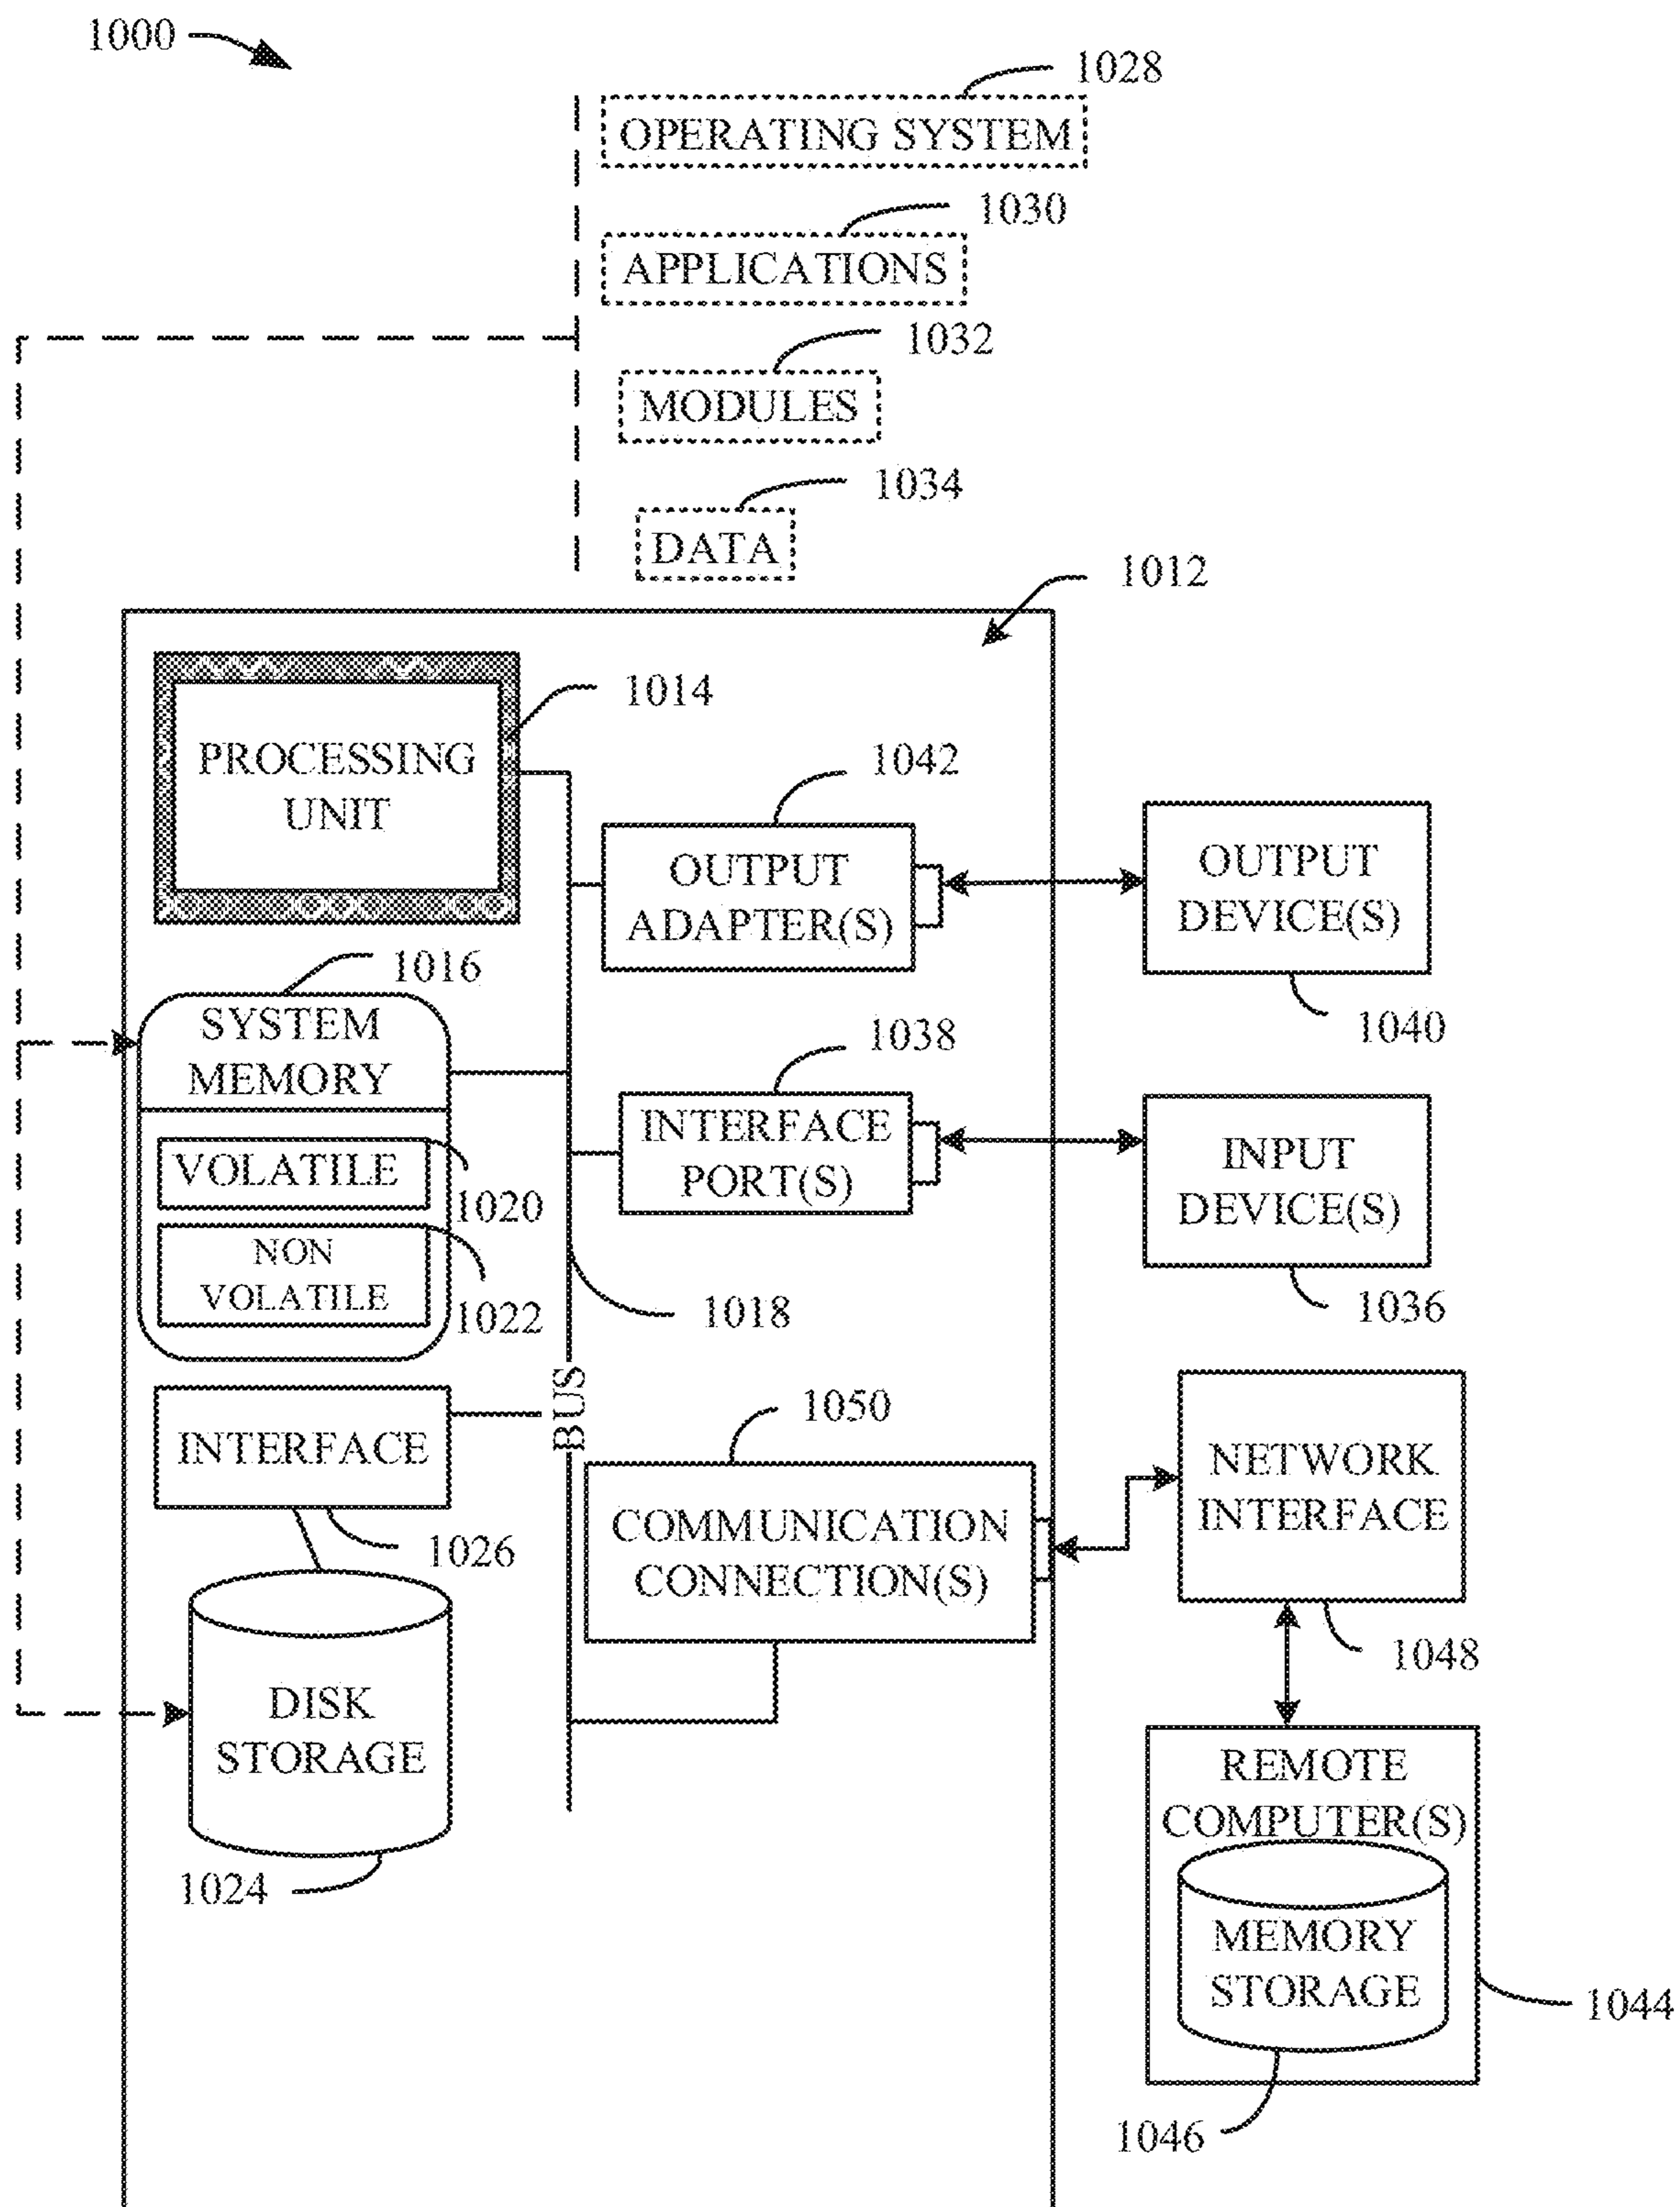 1000
1028
OPERATING SYSTEM
1030
APPLICATIONS
1032
MODULES
1034
DATA
1012
1014
PROCESSING
UNIT
1042
OUTPUT
ADAPTER(S)
OUTPUT
DEVICE(S)
1040
1016
SYSTEM
MEMORY
VOLATILE
1020
NON
VOLATILE
1022
1038
INTERFACE
PORT(S)
INPUT
DEVICE(S)
1036
1018
BUS
INTERFACE
1026
1050
COMMUNICATION
CONNECTION(S)
NETWORK
INTERFACE
1048
DISK
STORAGE
1024
REMOTE
COMPUTER(S)
MEMORY
STORAGE
1044
1046